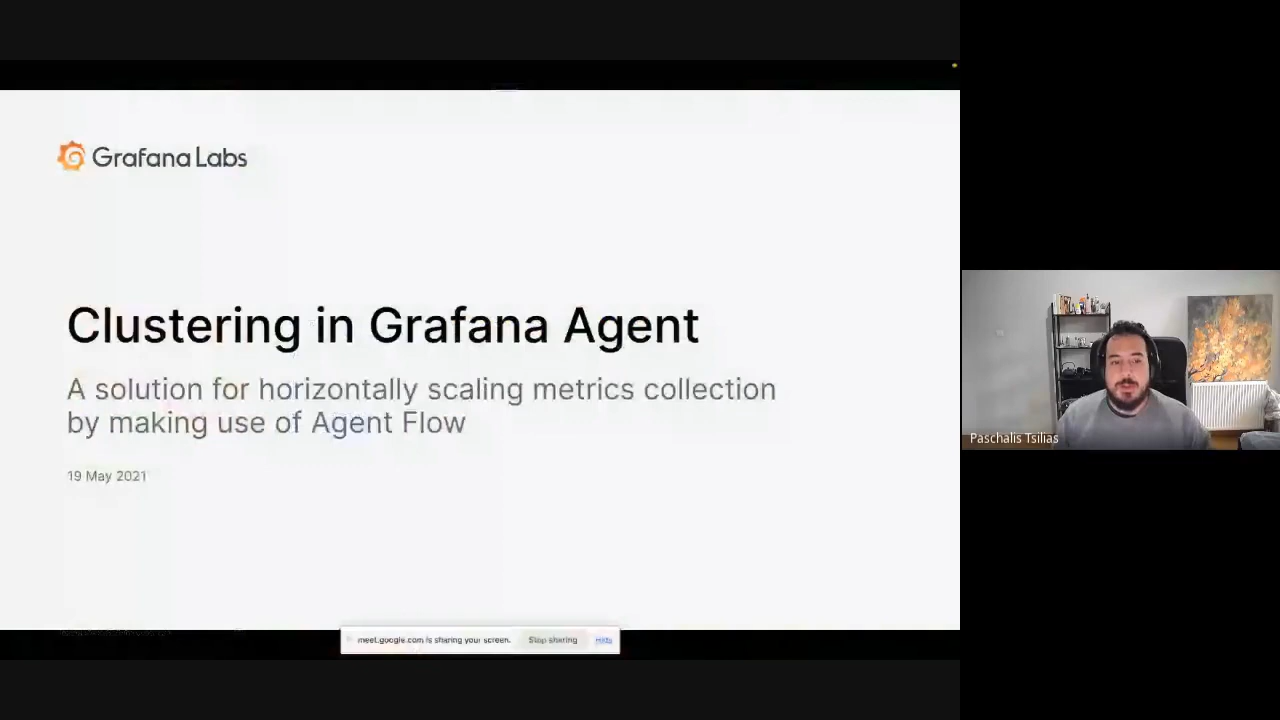 Grafana Labs
Clustering in Grafana Agent
A solution for horizontally scaling metrics collection
by making use of Agent Flow
19 May 2021
Paschalis Tsilias
meet.google.com is sharing your screen. Stop sharing Hide